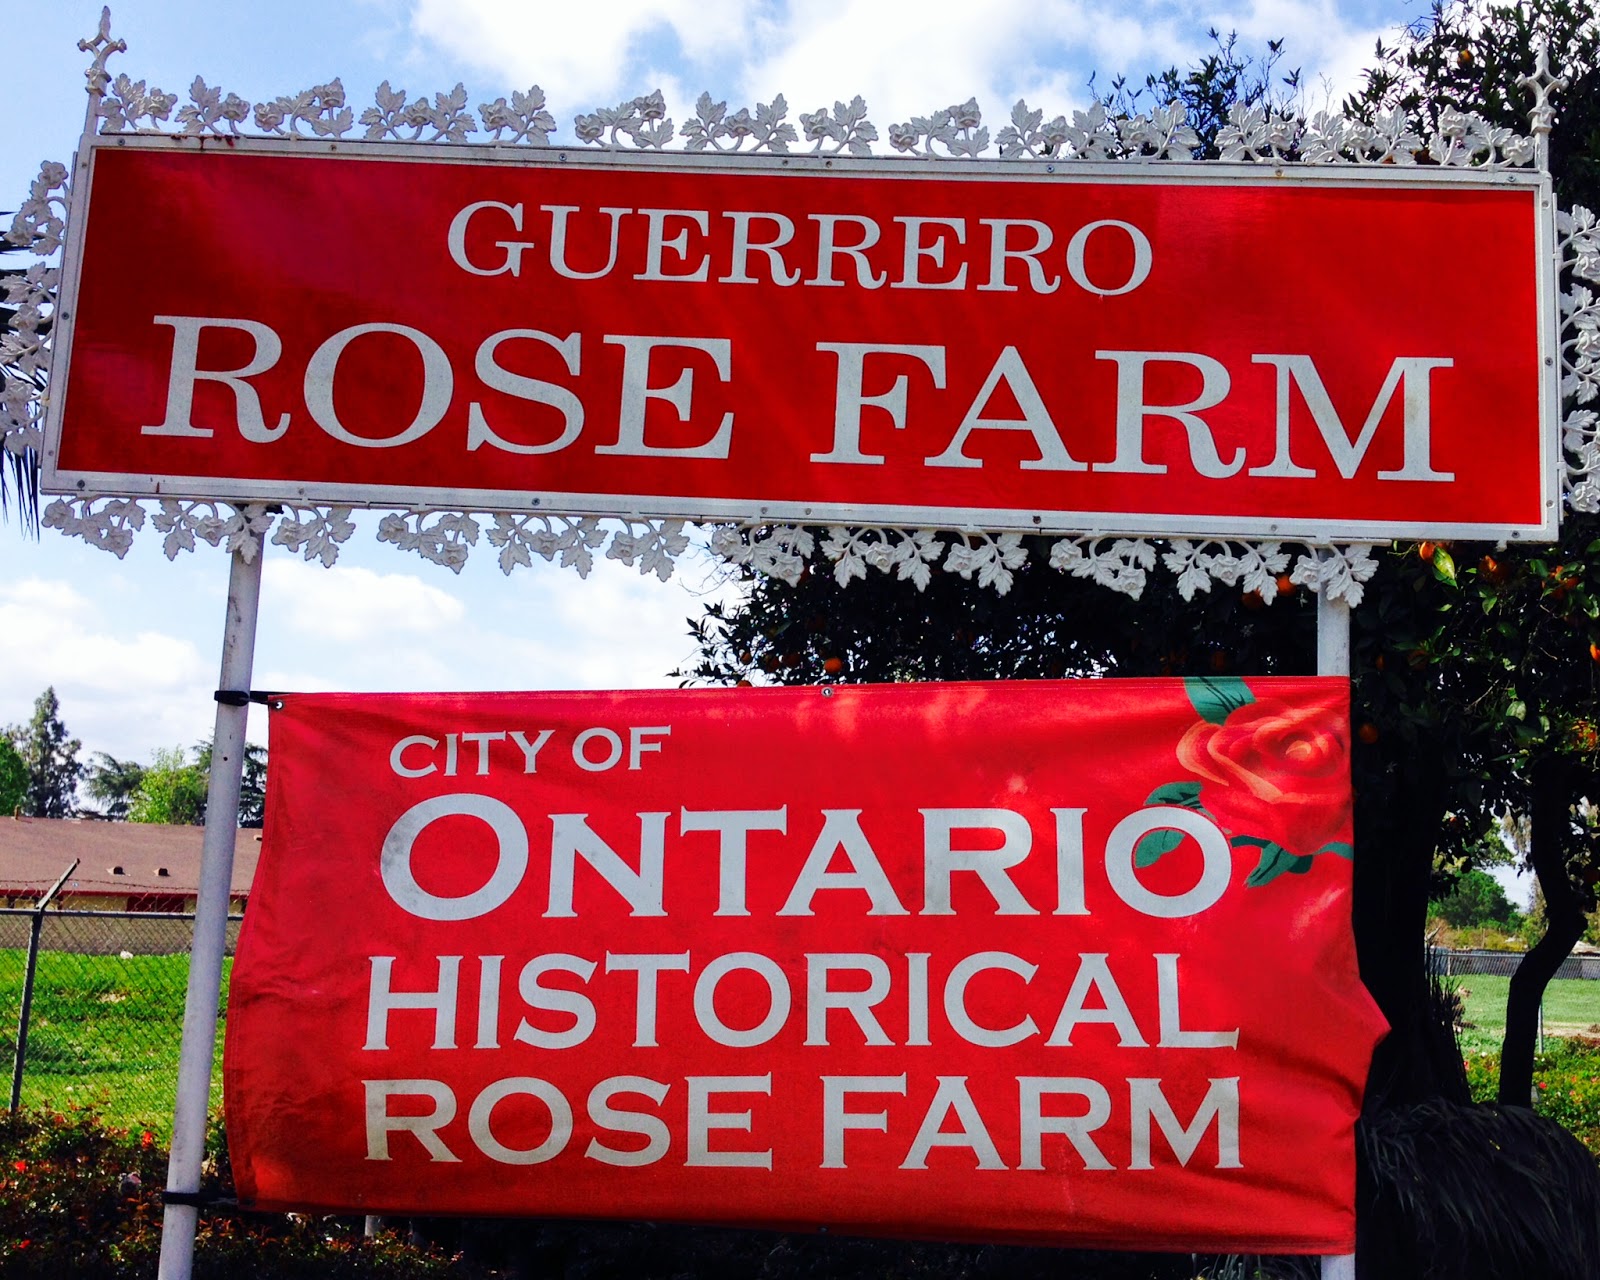 GUERRERO
ROSE FARM
CITY OF
ONTARIO
HISTORICAL
ROSE FARM